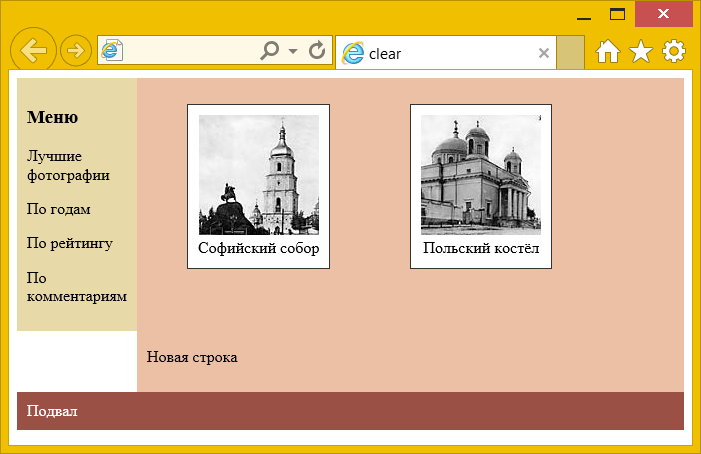 clear
Меню
Лучшие
фотографии
По годам
По рейтингу
По
комментариям
Софийский собор
Польский костёл
Новая строка
Подвал